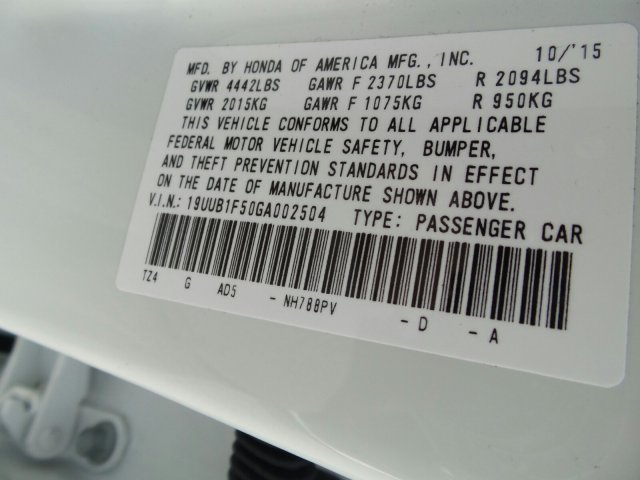 MFD. BY HONDA OF AMERICA MFG., INC. 10/'15
GVWR 4442LBS GAWR F 2370LBS R 2094LBS
GVWR 2015KG GAWR F 1075KG R 950KG
THIS VEHICLE CONFORMS TO ALL APPLICABLE
FEDERAL MOTOR VEHICLE SAFETY, BUMPER,
AND THEFT PREVENTION STANDARDS IN EFFECT
ON THE DATE OF MANUFACTURE SHOWN ABOVE.
V.I.N.: 19UUB1F50GA002504 TYPE: PASSENGER CAR
TZ4 G AD5 - NH788PV - D - A